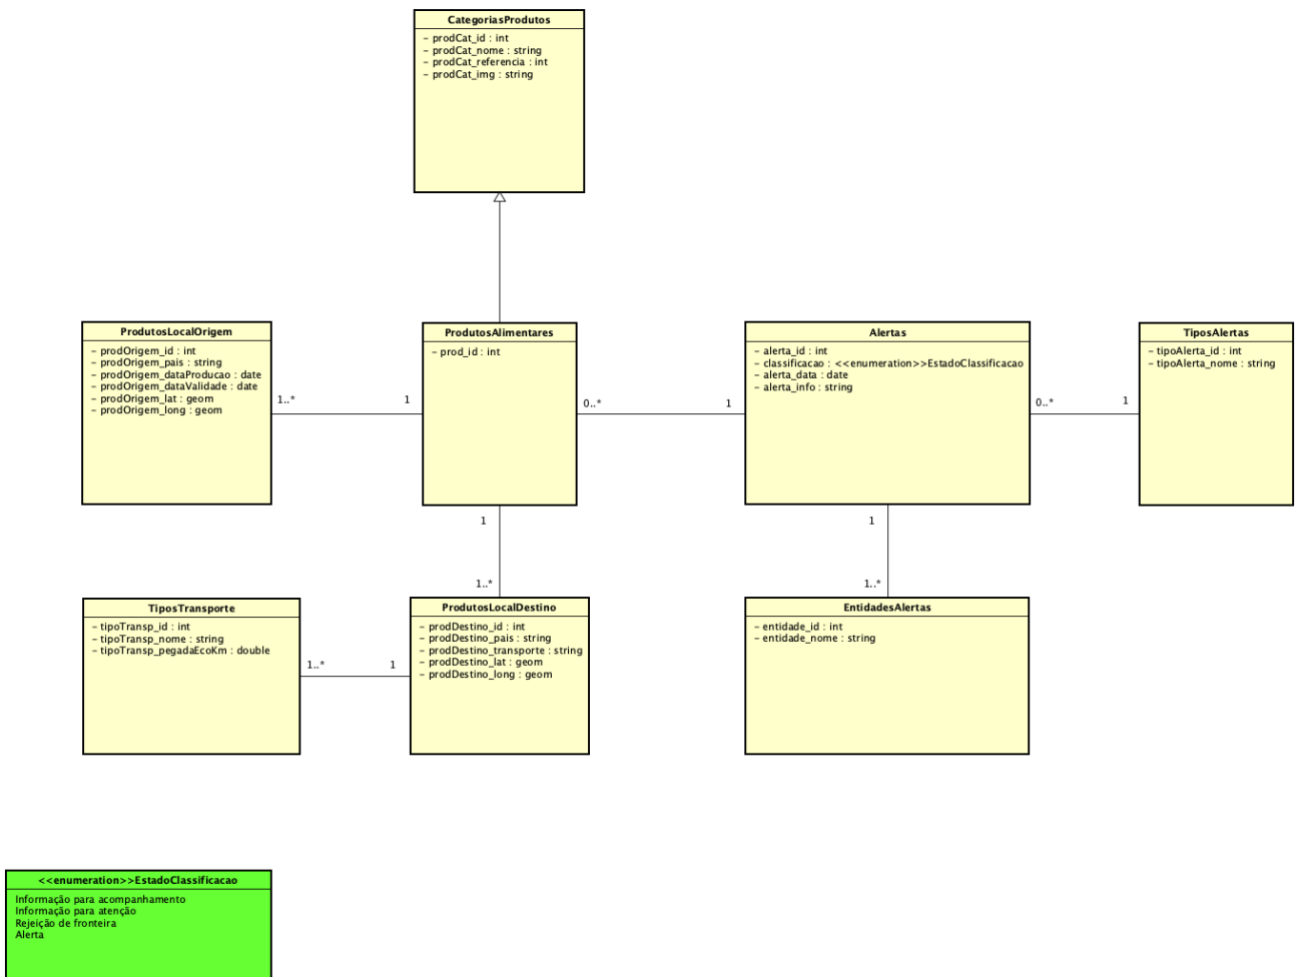 CategoriasProdutos
- prodCat_id : int
- prodCat_nome : string
- prodCat_referencia : int
- prodCat_img : string
ProdutosLocalOrigem
- prodOrigem_id : int
- prodOrigem_pais : string
- prodOrigem_dataProducao : date
- prodOrigem_dataValidade : date
- prodOrigem_lat : geom
- prodOrigem_long : geom
1..*
1
ProdutosAlimentares
- prod_id : int
0..*
1
Alertas
- alerta_id : int
- classificacao : <<enumeration>>EstadoClassificacao
- alerta_data : date
- alerta_info : string
0..*
1
TiposAlertas
- tipoAlerta_id : int
- tipoAlerta_nome : string
1
1..*
1
1..*
TiposTransporte
- tipoTransp_id : int
- tipoTransp_nome : string
- tipoTransp_pegadaEcoKm : double
1..*
1
ProdutosLocalDestino
- prodDestino_id : int
- prodDestino_pais : string
- prodDestino_transporte : string
- prodDestino_lat : geom
- prodDestino_long : geom
EntidadesAlertas
- entidade_id : int
- entidade_nome : string
<<enumeration>>EstadoClassificacao
Informação para acompanhamento
Informação para atenção
Rejeição de fronteira
Alerta